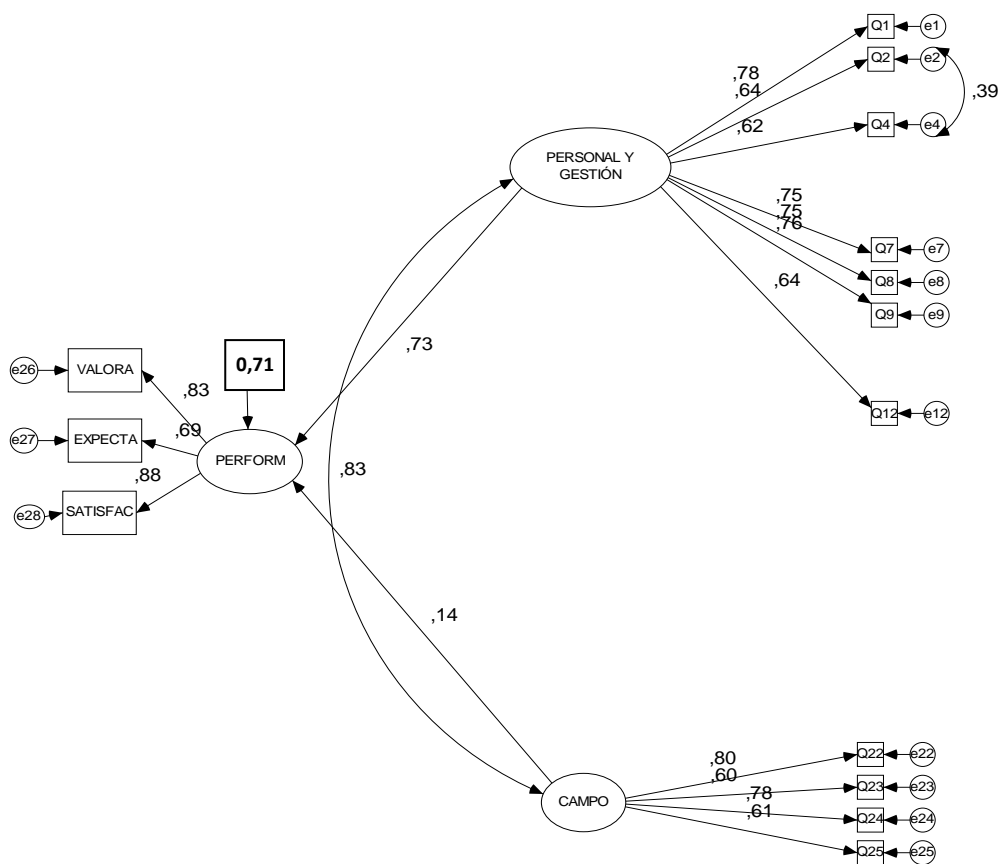 Q1
e1
Q2
e2
,39
Q4
e4
,78
,64
,62
PERSONAL Y
GESTIÓN
,75
,75
,76
Q7
e7
Q8
e8
Q9
e9
,64
Q12
e12
,73
0,71
e26
VALORA
,83
e27
EXPECTA
,69
PERFORM
,83
,88
e28
SATISFAC
,14
CAMPO
,80
,60
,78
,61
Q22
e22
Q23
e23
Q24
e24
Q25
e25